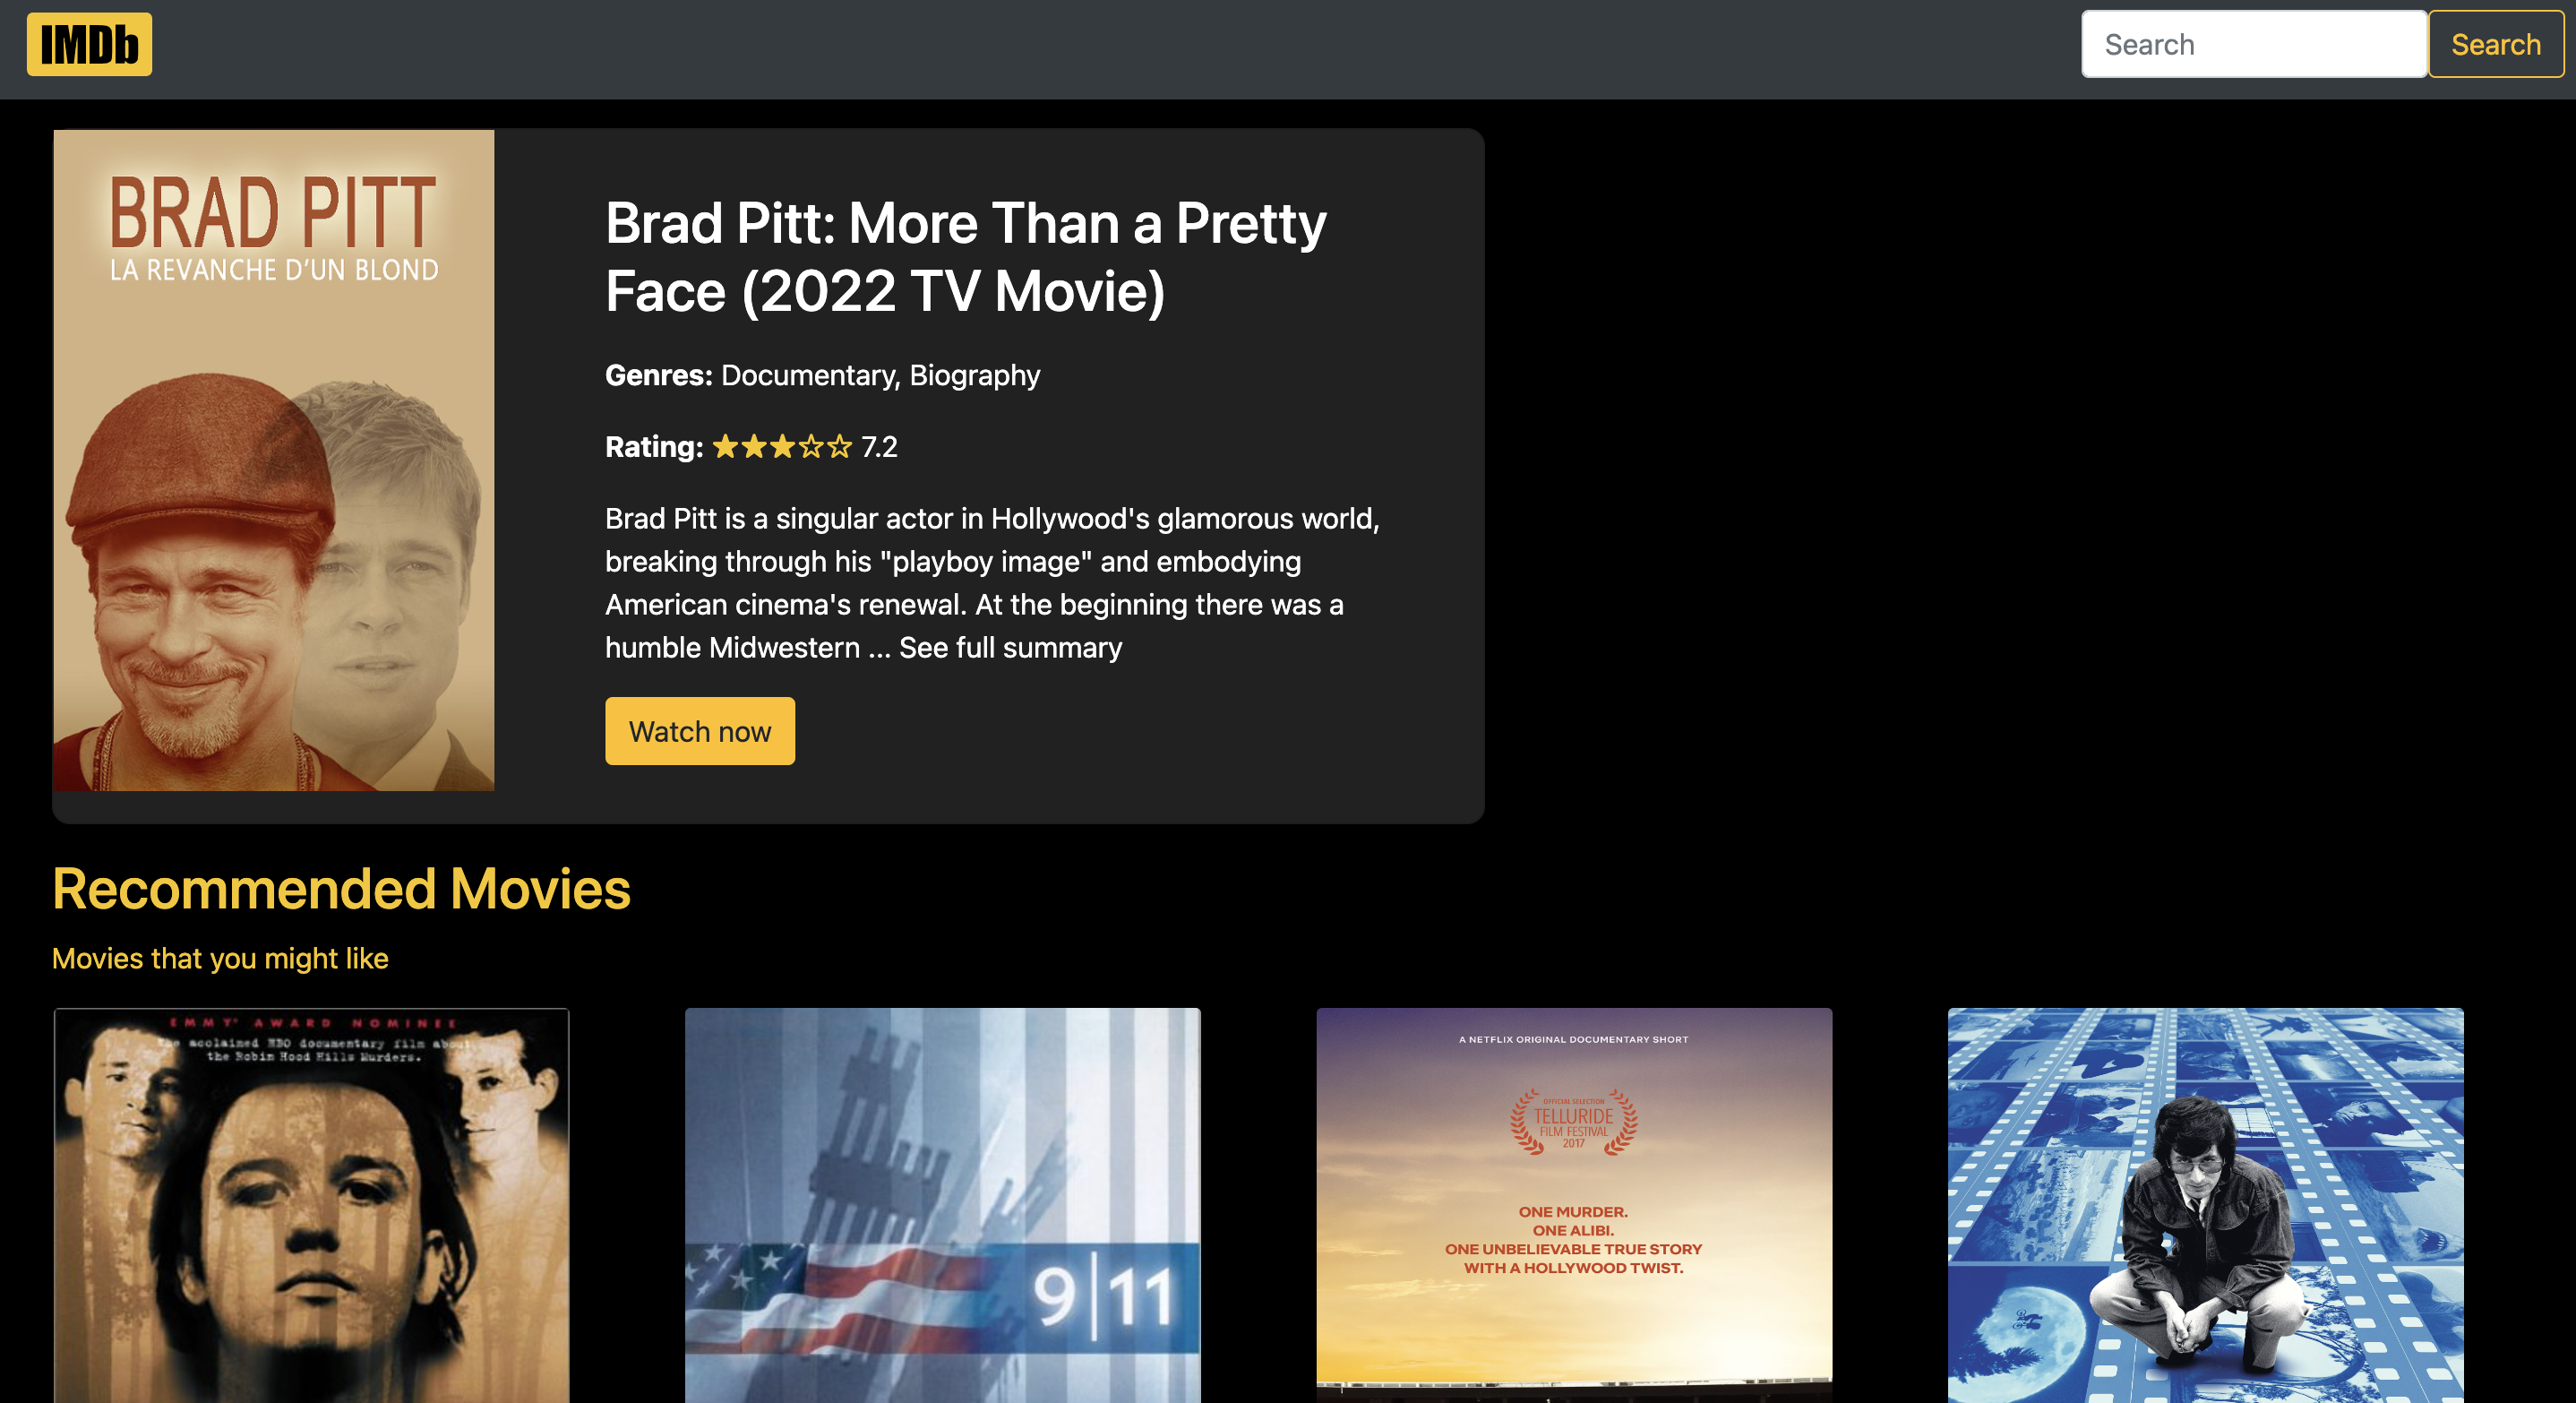 IMDb
Search
Search
BRAD PITT
LA REVANCHE D'UN BLOND
Brad Pitt: More Than a Pretty
Face (2022 TV Movie)
Genres: Documentary, Biography
Rating: ★★★☆☆ 7.2
Brad Pitt is a singular actor in Hollywood's glamorous world,
breaking through his "playboy image" and embodying
American cinema's renewal. At the beginning there was a
humble Midwestern ... See full summary
Watch now
Recommended Movies
Movies that you might like
EMMY® AWARD NOMINEE
The acclaimed HBO documentary film about
the Robin Hood Hills Murders.
9|11
A NETFLIX ORIGINAL DOCUMENTARY SHORT
OFFICIAL SELECTION
TELLURIDE
FILM FESTIVAL
2017
ONE MURDER.
ONE ALIBI.
ONE UNBELIEVABLE TRUE STORY
WITH A HOLLYWOOD TWIST.